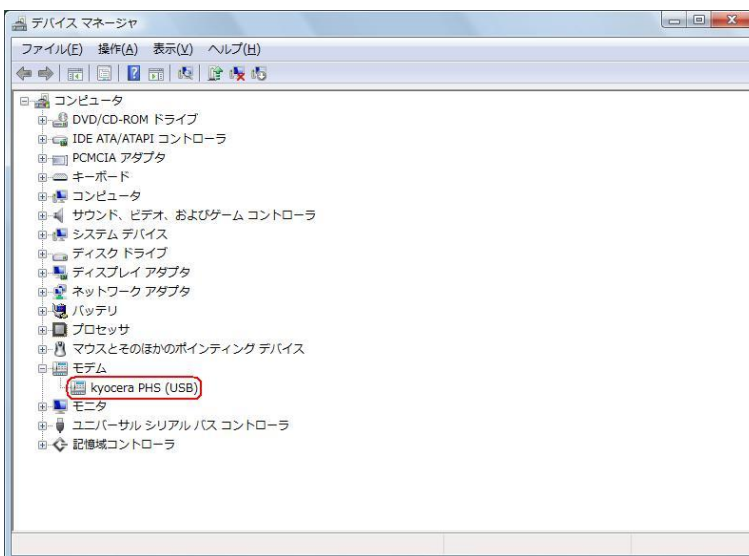 デバイス マネージャ
ファイル(F) 操作(A) 表示(V) ヘルプ(H)
コンピュータ
DVD/CD-ROM ドライブ
IDE ATA/ATAPI コントローラ
PCMCIA アダプタ
キーボード
コンピュータ
サウンド、ビデオ、およびゲーム コントローラ
システム デバイス
ディスク ドライブ
ディスプレイ アダプタ
ネットワーク アダプタ
バッテリ
プロセッサ
マウスとそのほかのポインティング デバイス
モデム
kyocera PHS (USB)
モニタ
ユニバーサル シリアル バス コントローラ
記憶域コントローラ